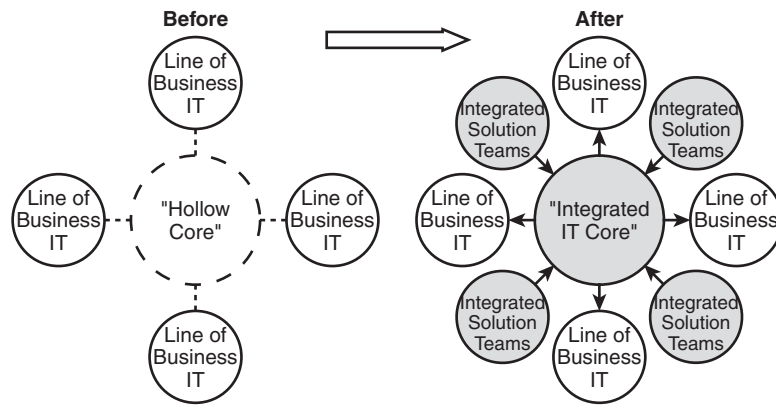 Before
After
Line of
Business
IT
Line of
Business
IT
"Hollow
Core"
Line of
Business
IT
Line of
Business
IT
Line of
Business
IT
Integrated
Solution
Teams
Integrated
Solution
Teams
Line of
Business
IT
"Integrated
IT Core"
Line of
Business
IT
Integrated
Solution
Teams
Integrated
Solution
Teams
Line of
Business
IT